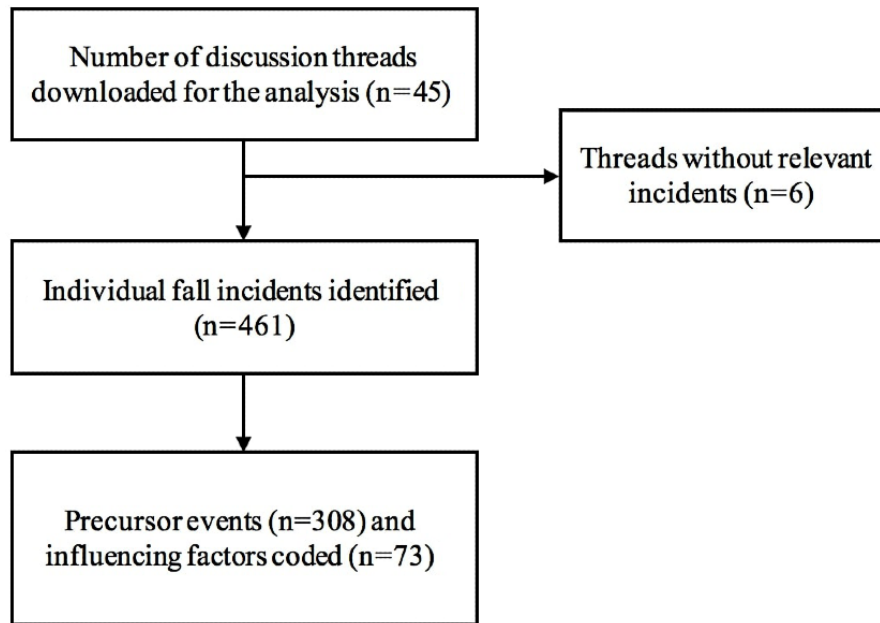 Number of discussion threads
downloaded for the analysis (n=45)
Threads without relevant
incidents (n=6)
Individual fall incidents identified
(n=461)
Precursor events (n=308) and
influencing factors coded (n=73)